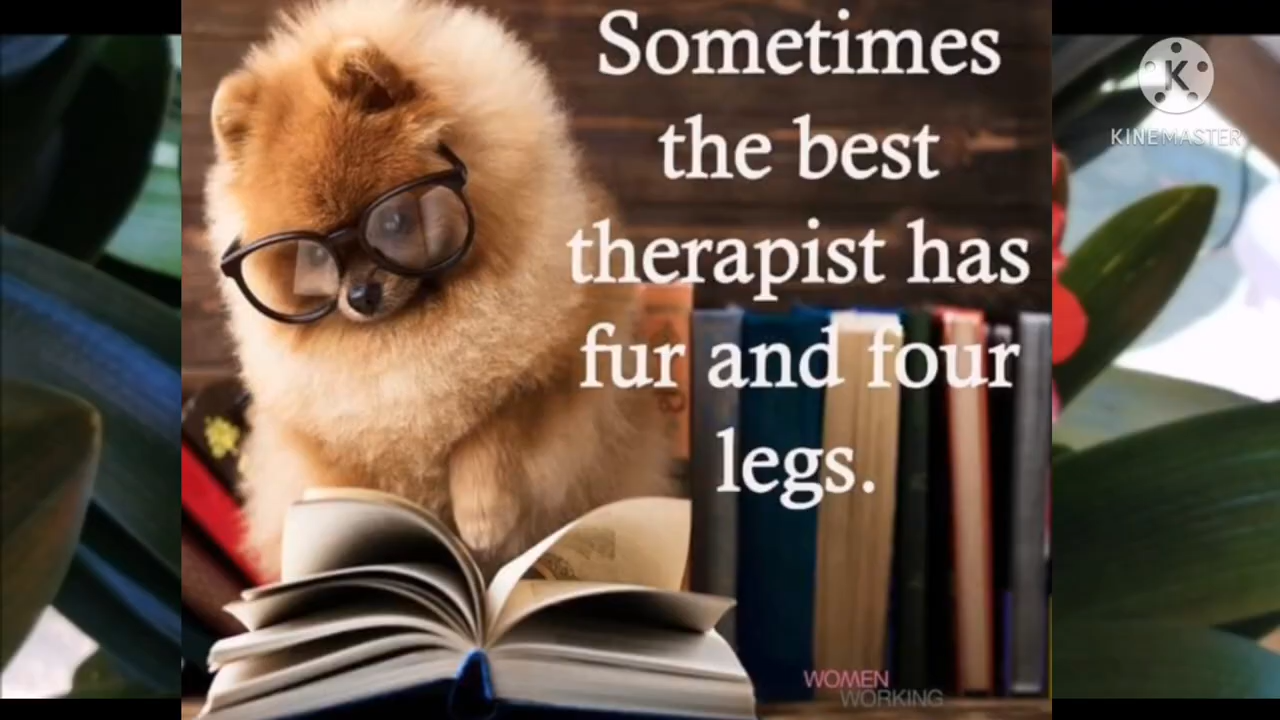 Sometimes
the best
therapist has
fur and four
legs.
K
KINEMASTER
WOMEN
WORKING